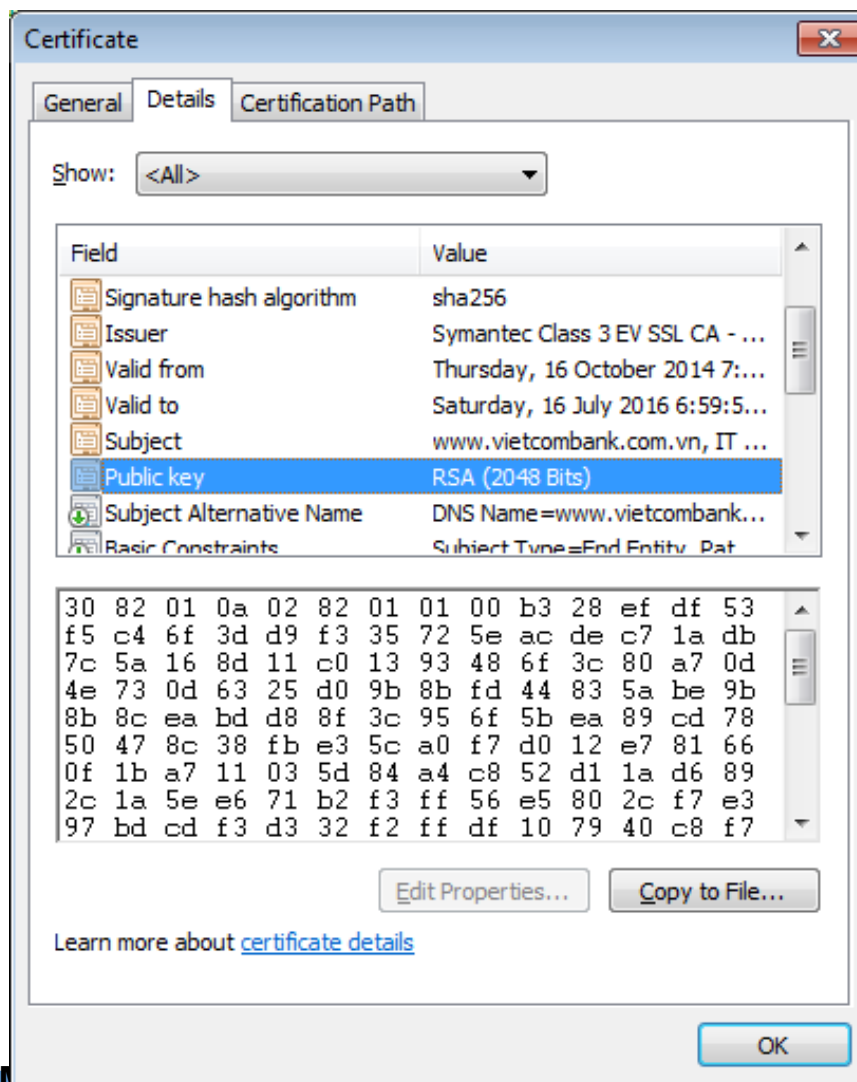 Certificate
General Details Certification Path
Show: <All>
Field Value
Signature hash algorithm sha256
Issuer Symantec Class 3 EV SSL CA - ...
Valid from Thursday, 16 October 2014 7:...
Valid to Saturday, 16 July 2016 6:59:5...
Subject www.vietcombank.com.vn, IT ...
Public key RSA (2048 Bits)
Subject Alternative Name DNS Name=www.vietcombank...
Basic Constraints Subject Type=End Entity, Pat
30 82 01 0a 02 82 01 01 00 b3 28 ef df 53
f5 c4 6f 3d d9 f3 35 72 5e ac de c7 1a db
7c 5a 16 8d 11 c0 13 93 48 6f 3c 80 a7 0d
4e 73 0d 63 25 d0 9b 8b fd 44 83 5a be 9b
8b 8c ea bd d8 8f 3c 95 6f 5b ea 89 cd 78
50 47 8c 38 fb e3 5c a0 f7 d0 12 e7 81 66
0f 1b a7 11 03 5d 84 a4 c8 52 d1 1a d6 89
2c 1a 5e e6 71 b2 f3 ff 56 e5 80 2c f7 e3
97 bd cd f3 d3 32 f2 ff df 10 79 40 c8 f7
Edit Properties... Copy to File...
Learn more about certificate details
OK